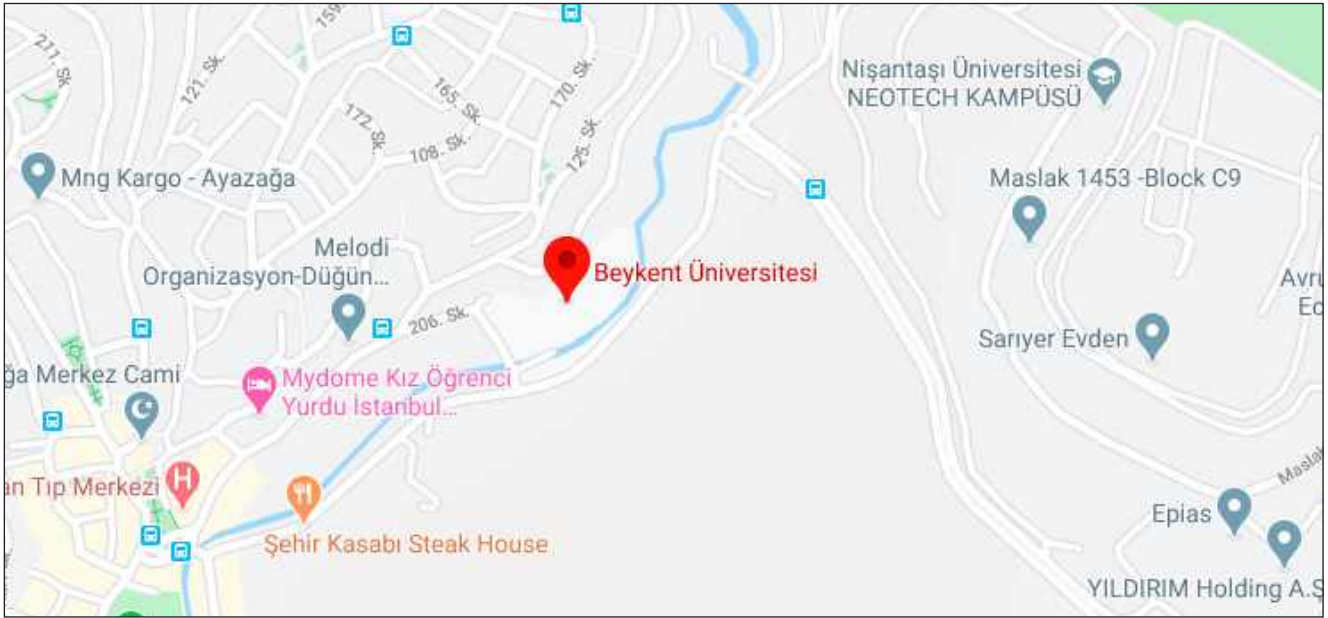 159.
277. Sk.
121. Sk.
165. Sk.
170. Sk.
172. Sk.
108. Sk.
125. Sk.
Nişantaşı Üniversitesi
NEOTECH KAMPÜSÜ
Mng Kargo - Ayazağa
Maslak 1453 -Block C9
Melodi
Organizasyon-Düğün...
Beykent Üniversitesi
Avru
Ed
206. Sk.
Sarıyer Evden
ğa Merkez Cami
Mydome Kız Öğrenci
Yurdu İstanbul...
Maslak
an Tıp Merkezi
H
Epias
Şehir Kasabı Steak House
YILDIRIM Holding A.Ş